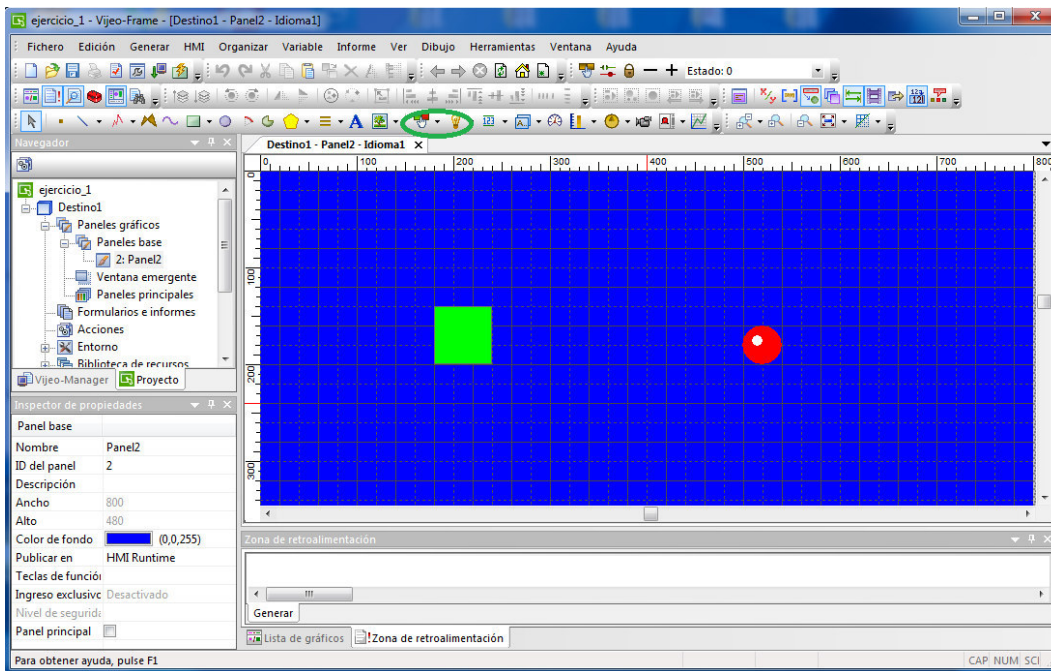 ejercicio_1 - Vijeo-Frame - [Destino1 - Panel2 - Idioma1]
Fichero Edición Generar HMI Organizar Variable Informe Ver Dibujo Herramientas Ventana Ayuda
Estado: 0
Navegador
Destino1 - Panel2 - Idioma1
0 100 200 300 400 500 600 700 800
0
100
200
300
ejercicio_1
Destino1
Paneles gráficos
Paneles base
2: Panel2
Ventana emergente
Paneles principales
Formularios e informes
Acciones
Entorno
Biblioteca de recursos
Vijeo-Manager Proyecto
Inspector de propiedades
Panel base
Nombre Panel2
ID del panel 2
Descripción
Ancho 800
Alto 480
Color de fondo (0,0,255)
Publicar en HMI Runtime
Teclas de función
Ingreso exclusivo Desactivado
Nivel de segurida
Panel principal
Zona de retroalimentación
Generar
Lista de gráficos Zona de retroalimentación
Para obtener ayuda, pulse F1
CAP NUM SCI